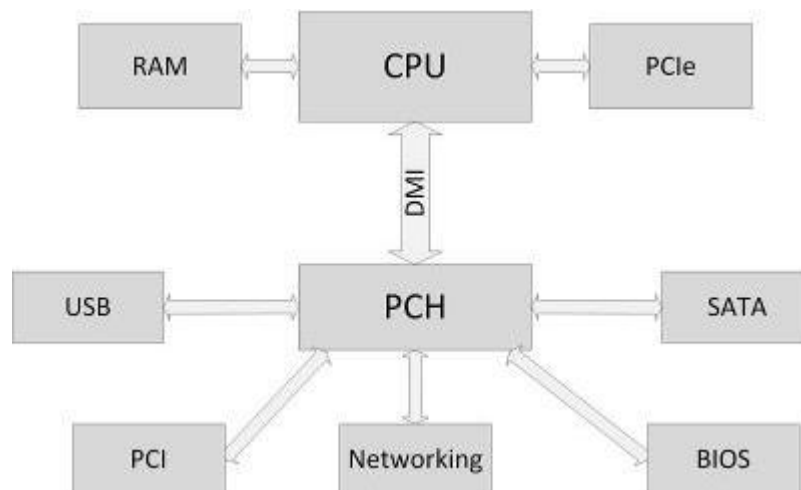 RAM
CPU
PCIe
DMI
USB
PCH
SATA
PCI
Networking
BIOS